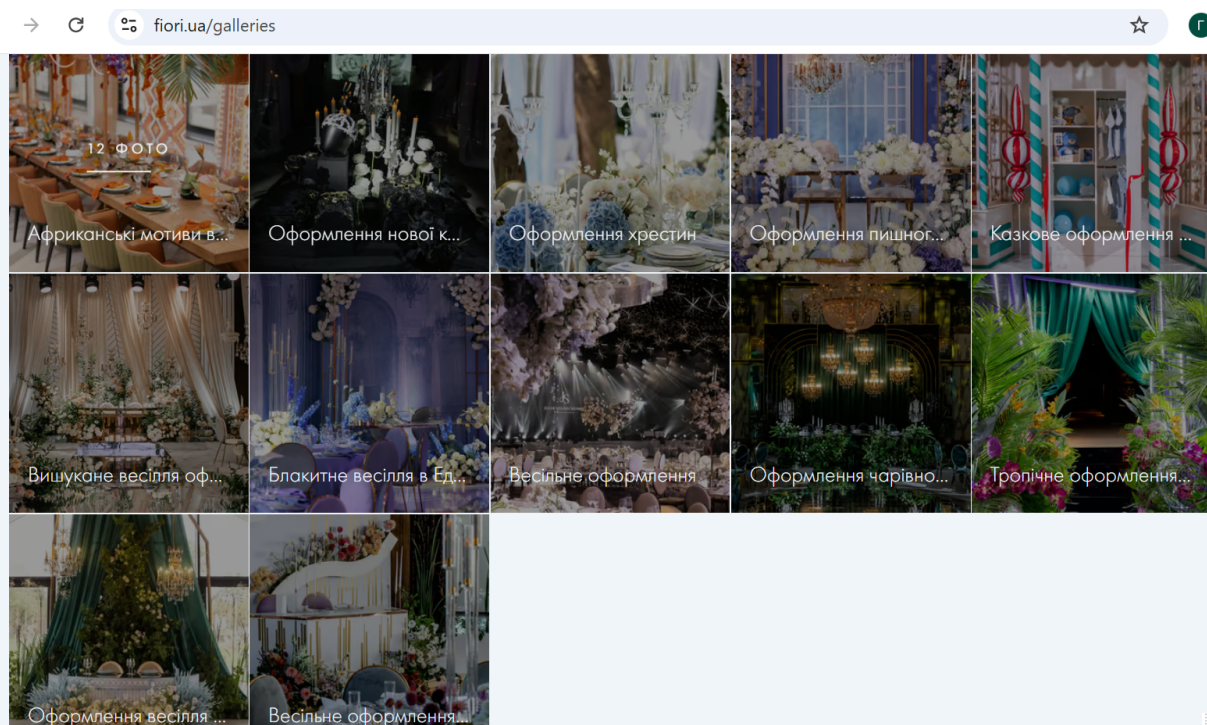 fiori.ua/galleries
Г
12 ФОТО
Африканські мотиви в...
Оформлення нової к...
Оформлення хрестин
Оформлення пишног...
Казкове оформлення ...
Вишукане весілля оф...
Блакитне весілля в Ед...
Весільне оформлення
Оформлення чарівно...
Тропічне оформлення...
Оформлення весілля ...
Весільне оформлення...